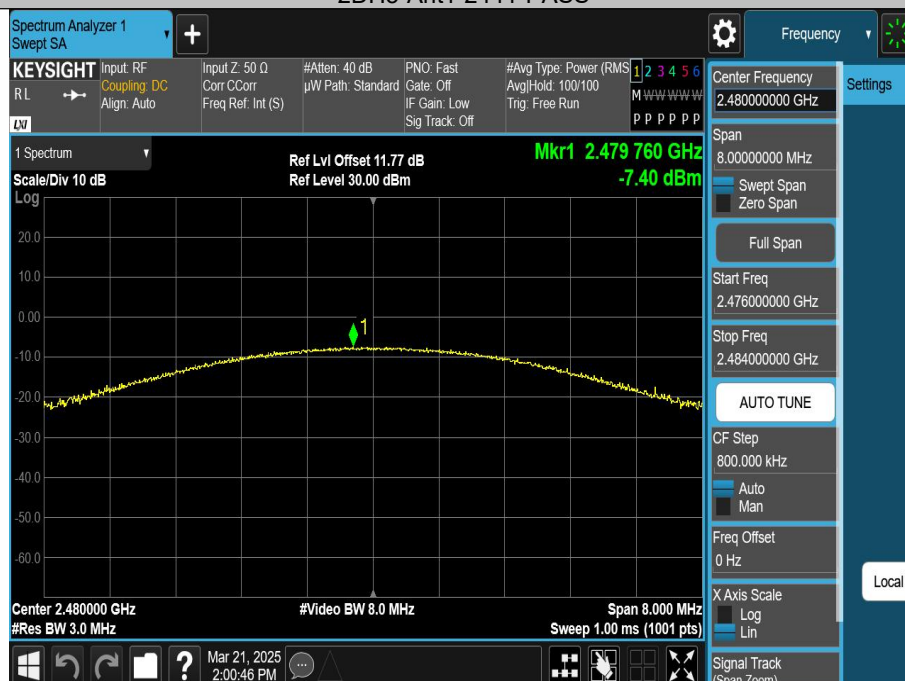 Spectrum Analyzer 1
Swept SA
+
Frequency
KEYSIGHT
RL
LXI
Input: RF
Coupling: DC
Align: Auto
Input Z: 50 Ω
Corr CCorr
Freq Ref: Int (S)
#Atten: 40 dB
µW Path: Standard
PNO: Fast
Gate: Off
IF Gain: Low
Sig Track: Off
#Avg Type: Power (RMS
Avg|Hold: 100/100
Trig: Free Run
1 2 3 4 5 6
M W W W W W
P P P P P P
1 Spectrum
Scale/Div 10 dB
Log
Ref Lvl Offset 11.77 dB
Ref Level 30.00 dBm
Mkr1 2.479 760 GHz
-7.40 dBm
20.0
10.0
0.00
-10.0
-20.0
-30.0
-40.0
-50.0
-60.0
1
Center 2.480000 GHz
#Res BW 3.0 MHz
#Video BW 8.0 MHz
Span 8.000 MHz
Sweep 1.00 ms (1001 pts)
Center Frequency
2.480000000 GHz
Settings
Span
8.00000000 MHz
Swept Span
Zero Span
Full Span
Start Freq
2.476000000 GHz
Stop Freq
2.484000000 GHz
AUTO TUNE
CF Step
800.000 kHz
Auto
Man
Freq Offset
0 Hz
Local
X Axis Scale
Log
Lin
Signal Track
(Span Zoom)
?
Mar 21, 2025
2:00:46 PM